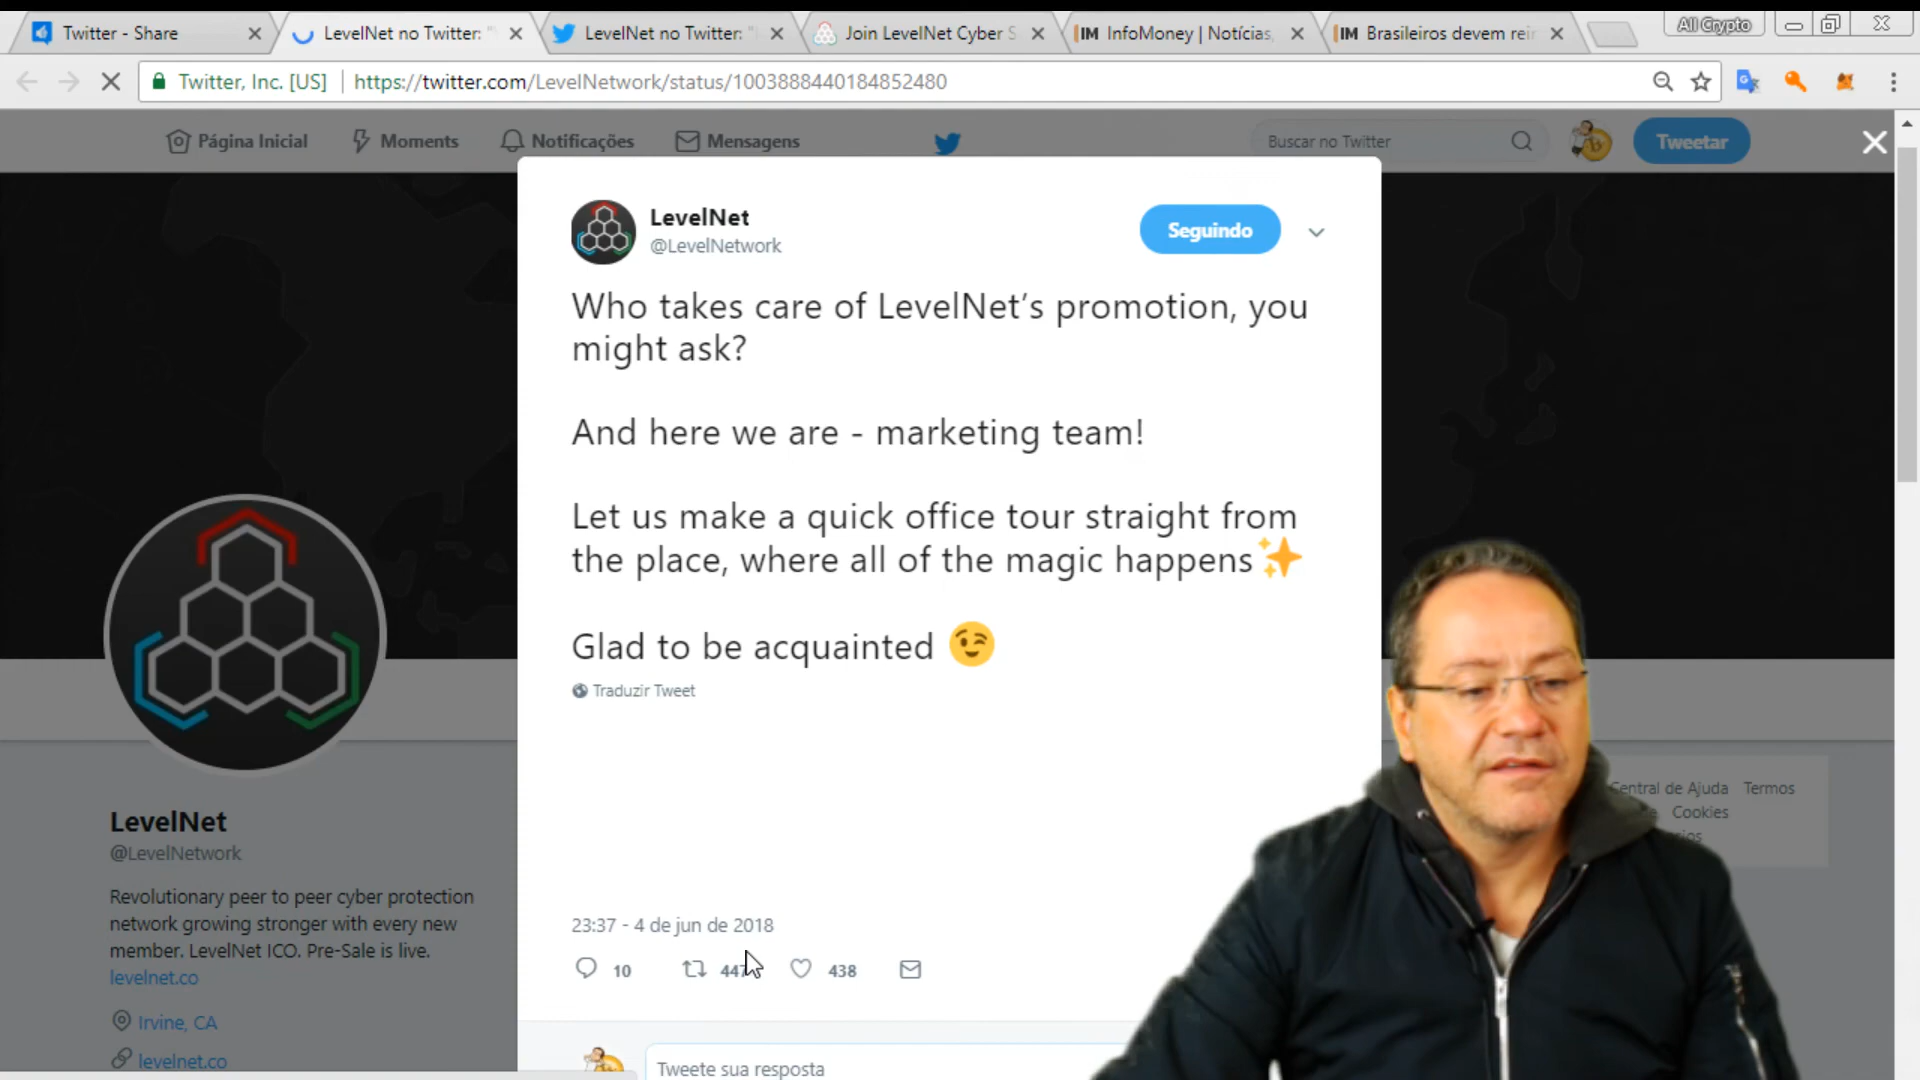 Twitter - Share
LevelNet no Twitter: "
LevelNet no Twitter: "
Join LevelNet Cyber S
IM InfoMoney | Notícias,
IM Brasileiros devem rei
All Crypto
Twitter, Inc. [US]
https://twitter.com/LevelNetwork/status/1003888440184852480
Página Inicial
Moments
Notificações
Mensagens
Buscar no Twitter
Tweetar
LevelNet
@LevelNetwork
Seguindo
Who takes care of LevelNet's promotion, you
might ask?
And here we are - marketing team!
Let us make a quick office tour straight from
the place, where all of the magic happens✨
Glad to be acquainted 😉
Traduzir Tweet
23:37 - 4 de jun de 2018
10
447
438
Tweete sua resposta
LevelNet
@LevelNetwork
Revolutionary peer to peer cyber protection
network growing stronger with every new
member. LevelNet ICO. Pre-Sale is live.
levelnet.co
Irvine, CA
levelnet.co
Central de Ajuda Termos
Cookies